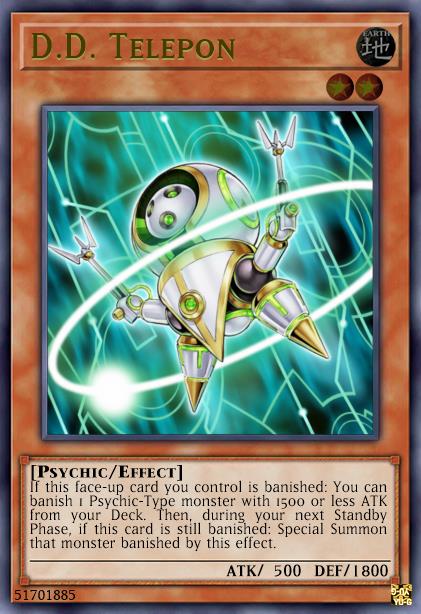 D.D. Telepon
EARTH
地
[Psychic/Effect]
If this face-up card you control is banished: You can
banish 1 Psychic-Type monster with 1500 or less ATK
from your Deck. Then, during your next Standby
Phase, if this card is still banished: Special Summon
that monster banished by this effect.
ATK/ 500 DEF/1800
51701885